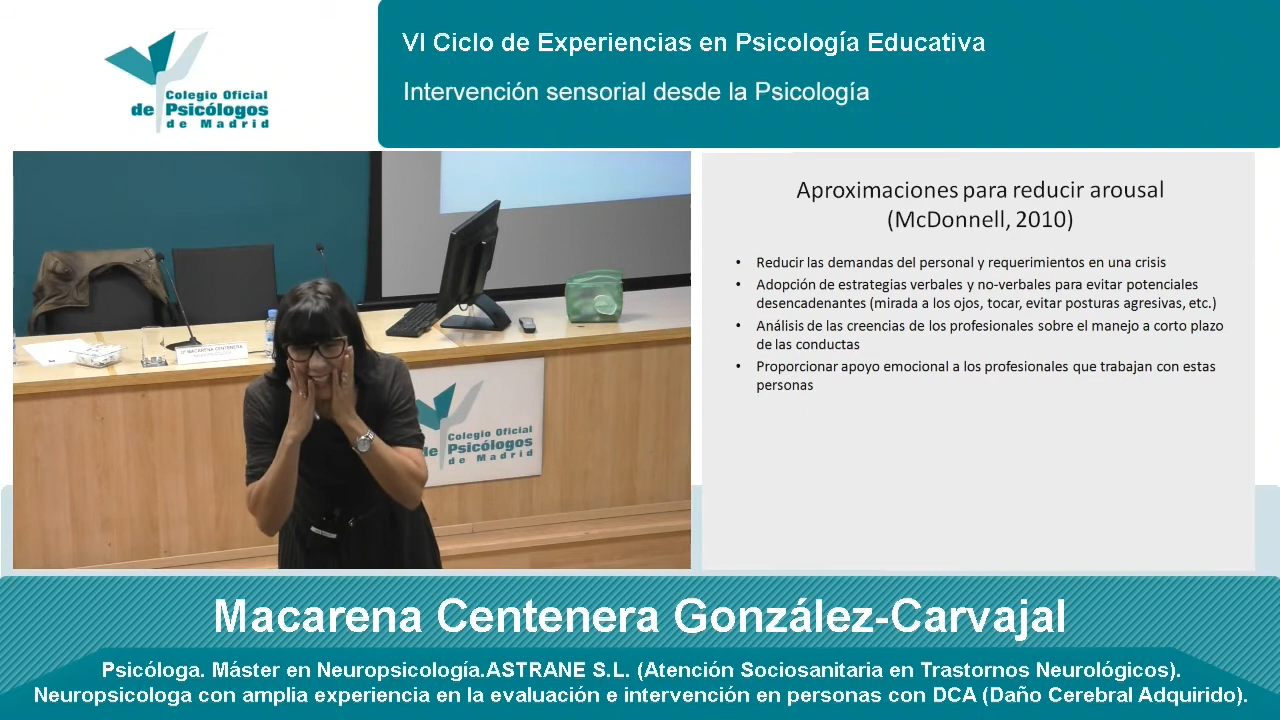 VI Ciclo de Experiencias en Psicología Educativa
Intervención sensorial desde la Psicología
Colegio Oficial
de Psicólogos
de Madrid
Aproximaciones para reducir arousal
(McDonnell, 2010)
• Reducir las demandas del personal y requerimientos en una crisis
• Adopción de estrategias verbales y no-verbales para evitar potenciales
desencadenantes (mirada a los ojos, tocar, evitar posturas agresivas, etc.)
• Análisis de las creencias de los profesionales sobre el manejo a corto plazo
de las conductas
• Proporcionar apoyo emocional a los profesionales que trabajan con estas
personas
Dª MACARENA CENTENERA
Colegio Oficial
de Psicólogos
de Madrid
Macarena Centenera González-Carvajal
Psicóloga. Máster en Neuropsicología.ASTRANE S.L. (Atención Sociosanitaria en Trastornos Neurológicos).
Neuropsicologa con amplia experiencia en la evaluación e intervención en personas con DCA (Daño Cerebral Adquirido).